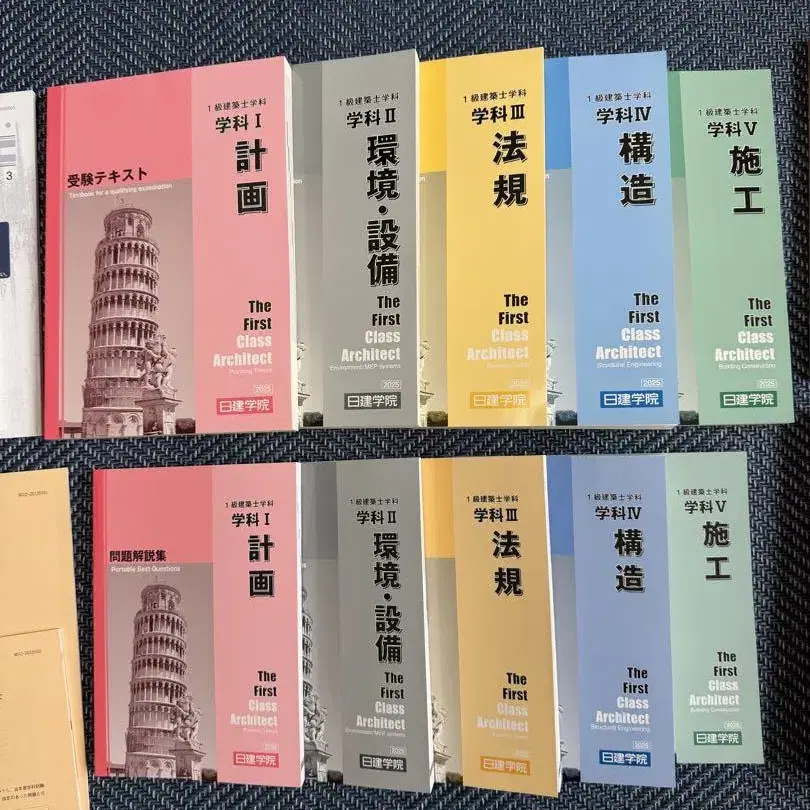 3
受験テキスト
Textbook for a qualifying examination
1級建築士学科
学科Ⅰ
計画
The
First
Class
Architect
Planning Theory
2025
日建学院
1級建築士学科
学科Ⅱ
環境・設備
The
First
Class
Architect
Environment/MEP systems
2025
日建学院
1級建築士学科
学科Ⅲ
法規
The
First
Class
Architect
2025
日建学院
1級建築士学科
学科Ⅳ
構造
The
First
Class
Architect
Structural Engineering
2025
日建学院
1級建築士学科
学科Ⅴ
施工
The
First
Class
Architect
Building Construction
2025
日建学院
問題解説集
Portable Best Questions
1級建築士学科
学科Ⅰ
計画
The
First
Class
Architect
Planning Theory
2025
日建学院
1級建築士学科
学科Ⅱ
環境・設備
The
First
Class
Architect
Environment/MEP systems
2025
日建学院
1級建築士学科
学科Ⅲ
法規
The
First
Class
Architect
2025
日建学院
1級建築士学科
学科Ⅳ
構造
The
First
Class
Architect
Structural Engineering
2025
日建学院
1級建築士学科
学科Ⅴ
施工
The
First
Class
Architect
Building Construction
2025
日建学院